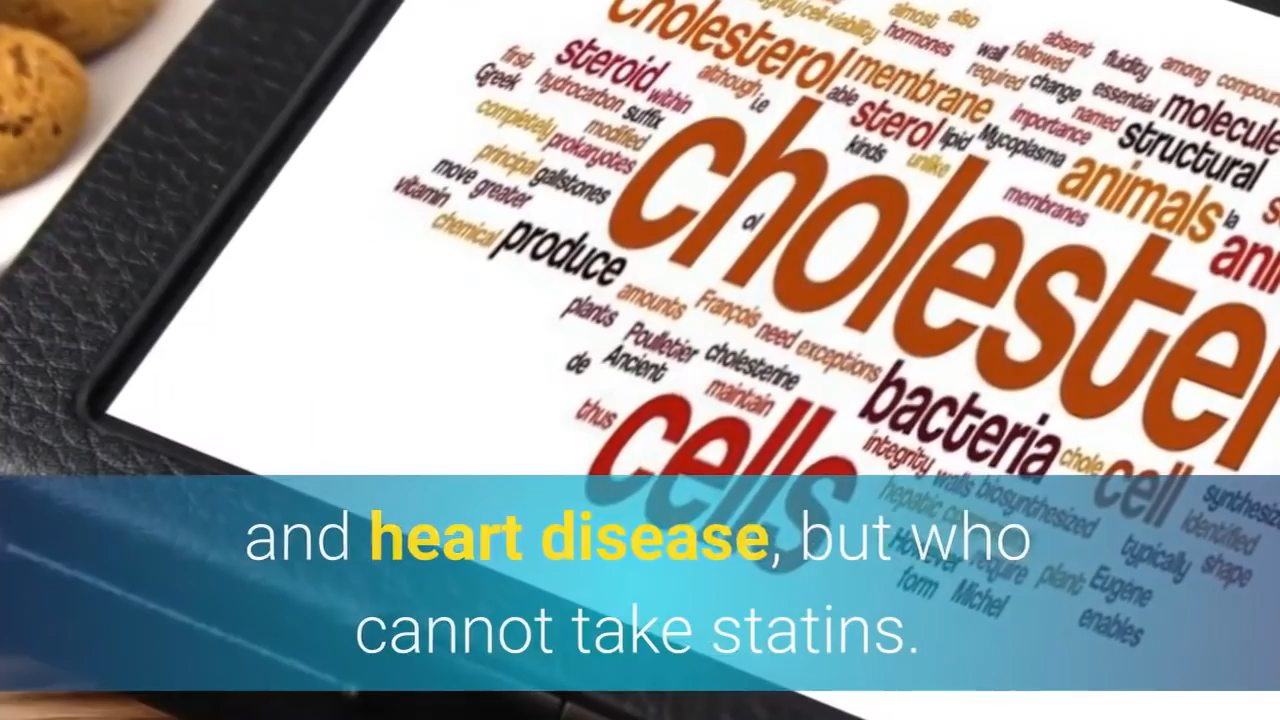 cholesterol
almost also
hormones
absent fluidity among
wall followed
steroid within although i.e able membrane required change essential molecule
first hydrocarbon suffix
Greek
completely modified
prokaryotes
sterol lipid Mycoplasma importance named structural
kinds unlike
principal gallstones
move greater
vitamin
membranes animals la
chemical produce
ol
cholester
amounts François need exceptions
plants Poulletier cholesterine
de Ancient
maintain
thus cells
bacteria
integrity walls biosynthesized
chole cell
hepatic
identified
However require plant Eugene typically shape
form Michel enables
and heart disease, but who
cannot take statins.